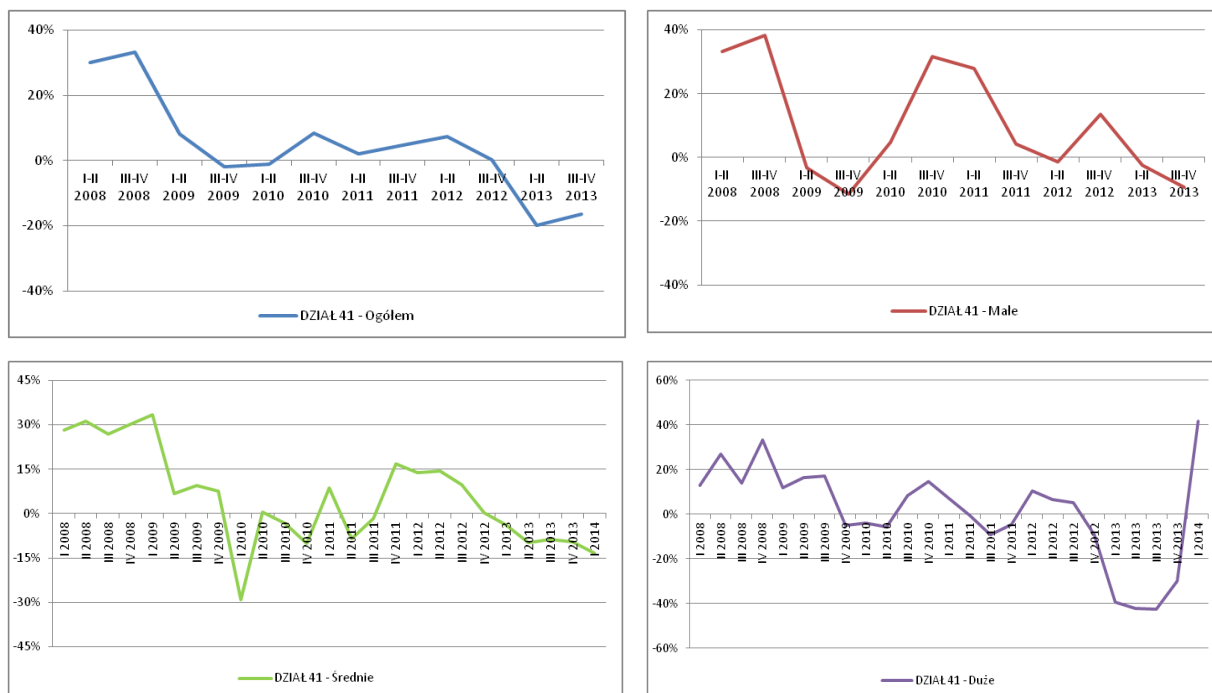 40%
20%
0%
-20%
-40%
I-II 2008
III-IV 2008
I-II 2009
III-IV 2009
I-II 2010
III-IV 2010
I-II 2011
III-IV 2011
I-II 2012
III-IV 2012
I-II 2013
III-IV 2013
DZIAŁ 41 - Ogółem
40%
20%
0%
-20%
-40%
I-II 2008
III-IV 2008
I-II 2009
III-IV 2009
I-II 2010
III-IV 2010
I-II 2011
III-IV 2011
I-II 2012
III-IV 2012
I-II 2013
III-IV 2013
DZIAŁ 41 - Małe
45%
30%
15%
0%
-15%
-30%
-45%
I 2008
II 2008
III 2008
IV 2008
I 2009
II 2009
III 2009
IV 2009
I 2010
II 2010
III 2010
IV 2010
I 2011
II 2011
III 2011
IV 2011
I 2012
II 2012
III 2012
IV 2012
I 2013
II 2013
III 2013
IV 2013
I 2014
DZIAŁ 41 - Średnie
60%
40%
20%
0%
-20%
-40%
-60%
I 2008
II 2008
III 2008
IV 2008
I 2009
II 2009
III 2009
IV 2009
I 2010
II 2010
III 2010
IV 2010
I 2011
II 2011
III 2011
IV 2011
I 2012
II 2012
III 2012
IV 2012
I 2013
II 2013
III 2013
IV 2013
I 2014
DZIAŁ 41 - Duże